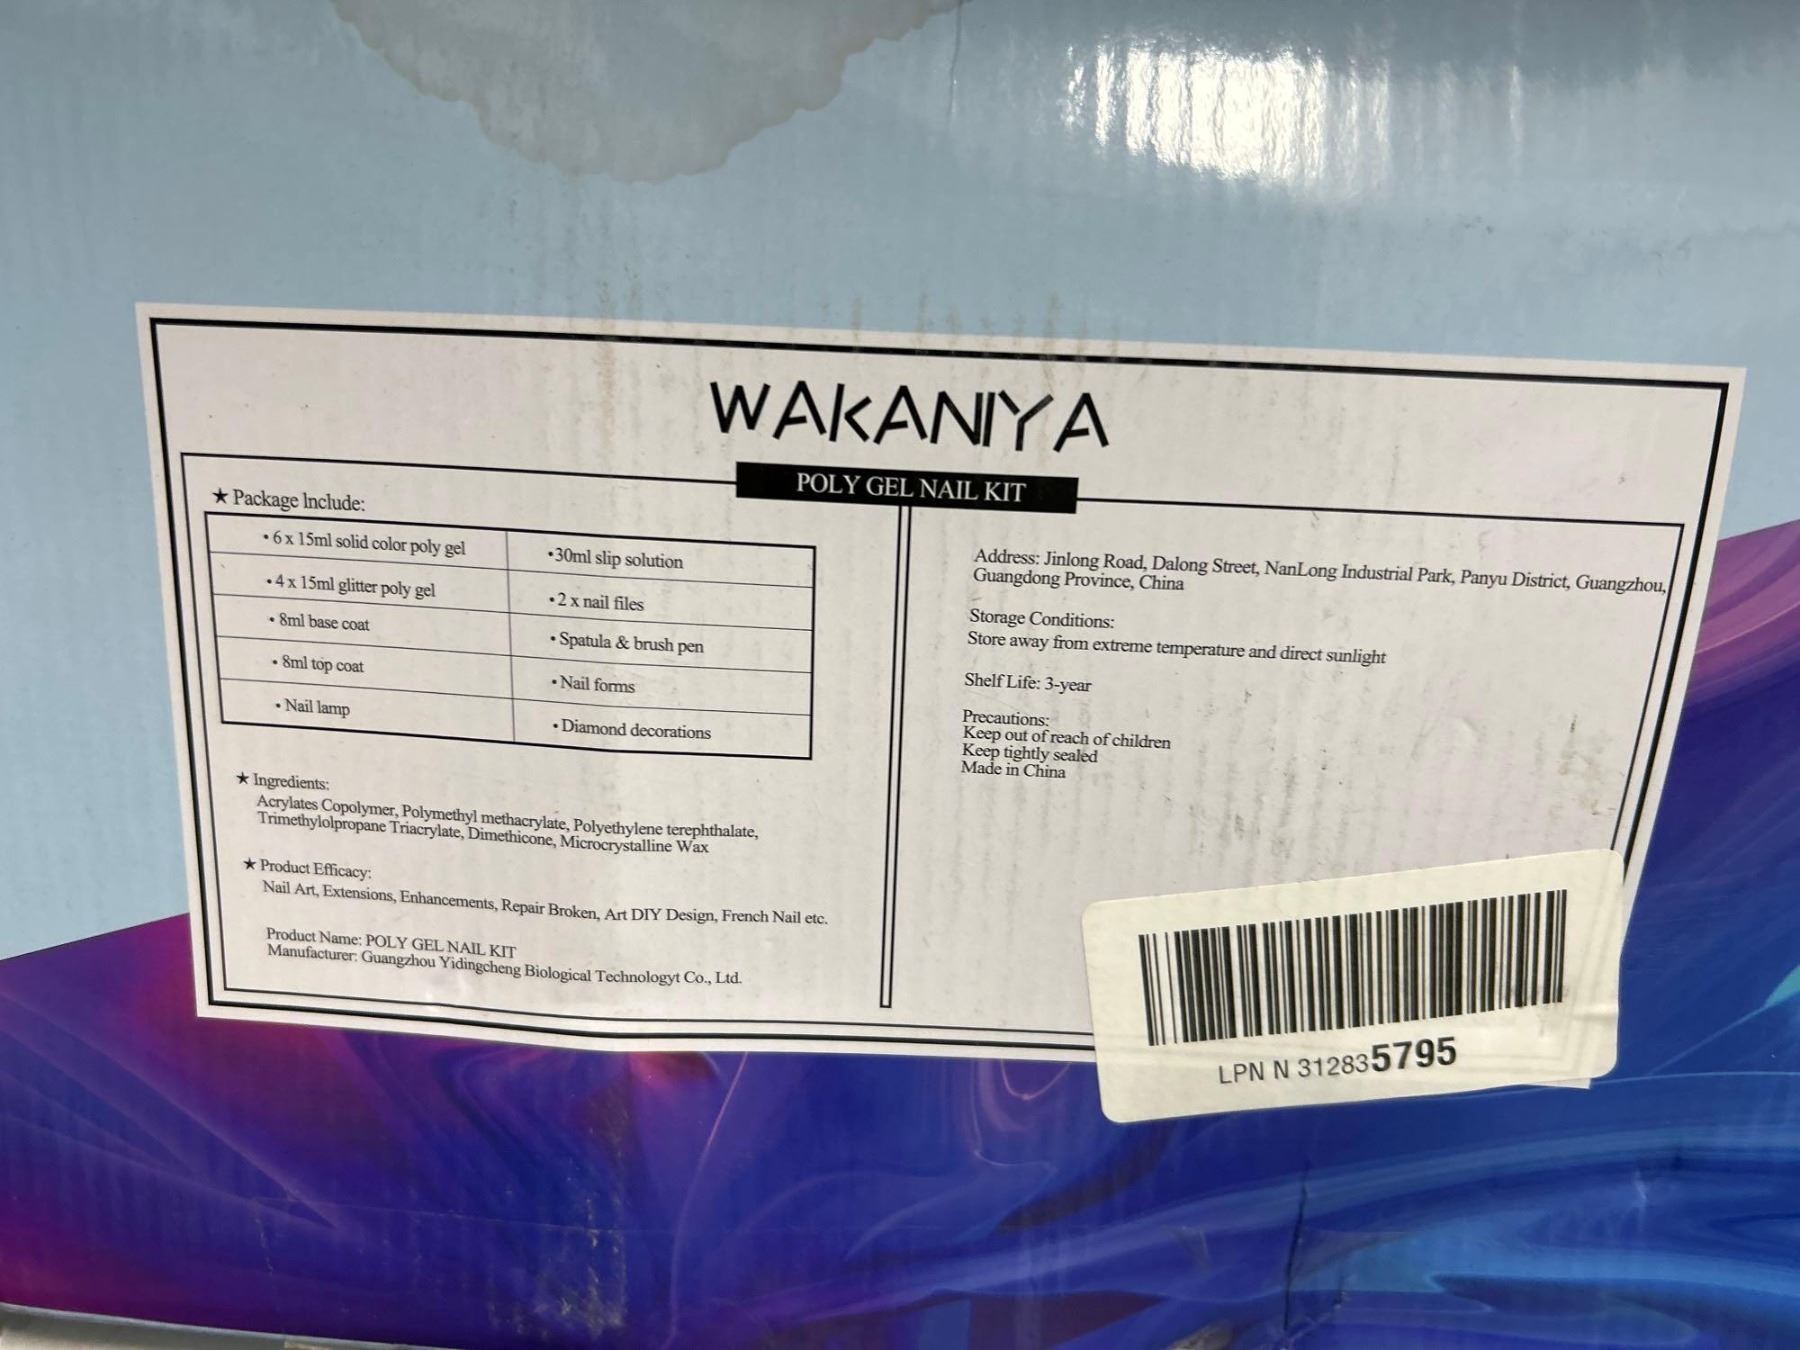 WAKANIYA
POLY GEL NAIL KIT
★ Package Include:
• 6 x 15ml solid color poly gel
• 30ml slip solution
• 4 x 15ml glitter poly gel
• 2 x nail files
• 8ml base coat
• Spatula & brush pen
• 8ml top coat
• Nail forms
• Nail lamp
• Diamond decorations
★ Ingredients:
Acrylates Copolymer, Polymethyl methacrylate, Polyethylene terephthalate,
Trimethylolpropane Triacrylate, Dimethicone, Microcrystalline Wax
★ Product Efficacy:
Nail Art, Extensions, Enhancements, Repair Broken, Art DIY Design, French Nail etc.
Product Name: POLY GEL NAIL KIT
Manufacturer: Guangzhou Yidingcheng Biological Technologyt Co., Ltd.
Address: Jinlong Road, Dalong Street, NanLong Industrial Park, Panyu District, Guangzhou,
Guangdong Province, China
Storage Conditions:
Store away from extreme temperature and direct sunlight
Shelf Life: 3-year
Precautions:
Keep out of reach of children
Keep tightly sealed
Made in China
LPN N 312835795